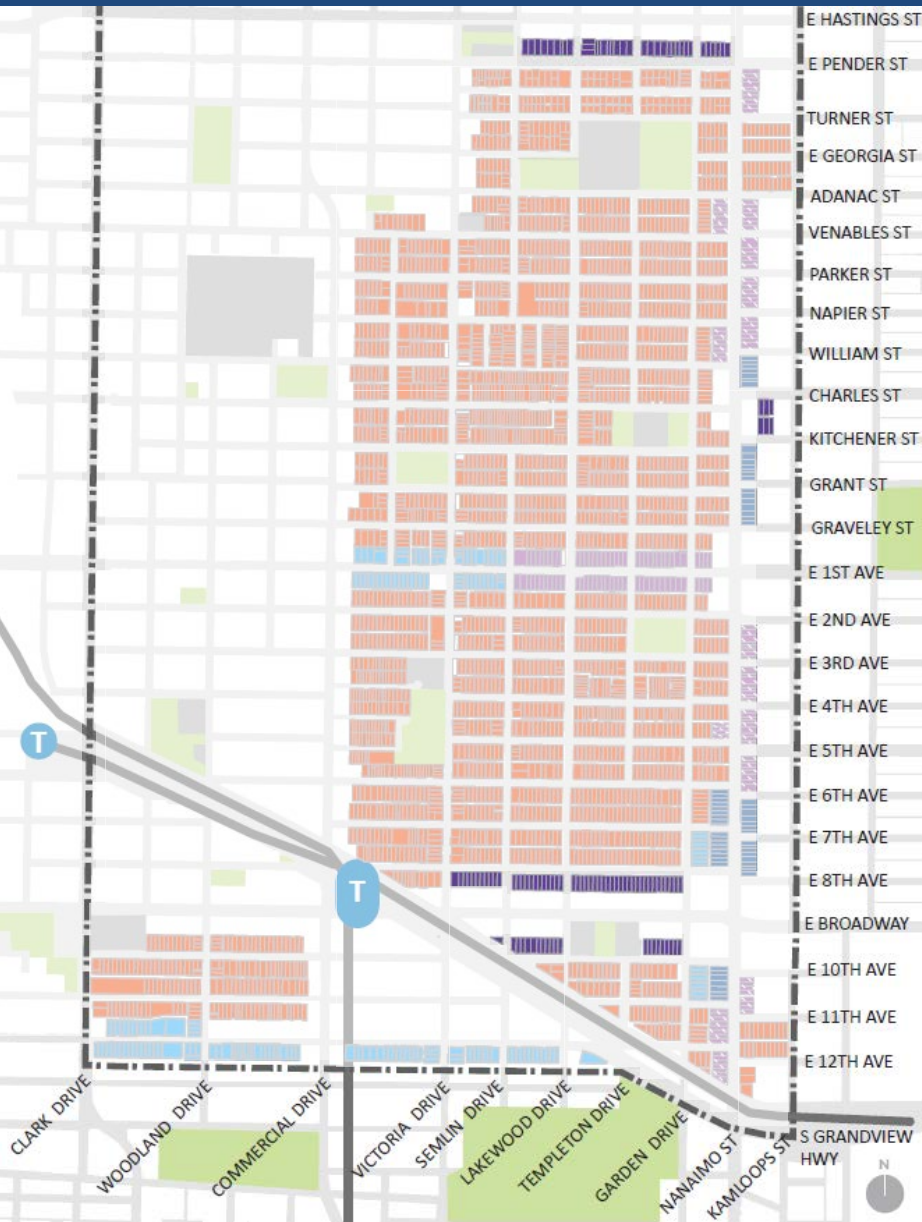 E HASTINGS ST
E PENDER ST
TURNER ST
E GEORGIA ST
ADANAC ST
VENABLES ST
PARKER ST
NAPIER ST
WILLIAM ST
CHARLES ST
KITCHENER ST
GRANT ST
GRAVELEY ST
E 1ST AVE
E 2ND AVE
E 3RD AVE
E 4TH AVE
T
E 5TH AVE
E 6TH AVE
E 7TH AVE
T
E 8TH AVE
E BROADWAY
E 10TH AVE
E 11TH AVE
E 12TH AVE
CLARK DRIVE
WOODLAND DRIVE
COMMERCIAL DRIVE
VICTORIA DRIVE
SEMLIN DRIVE
LAKEWOOD DRIVE
TEMPLETON DRIVE
GARDEN DRIVE
NANAIMO ST
KAMLOOPS ST
S GRANDVIEW
HWY
N